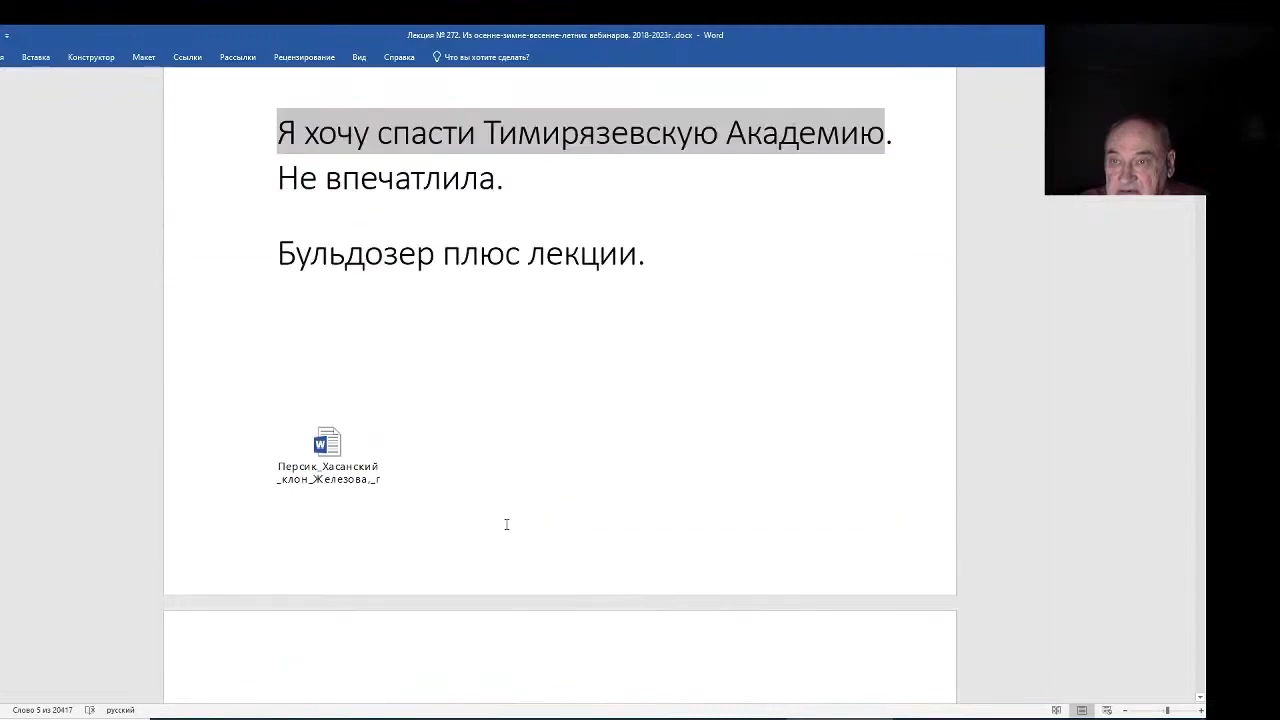 Лекция № 272. Из осенне-зимне-весенне-летних вебинаров. 2018-2023г..docx - Word
я Вставка Конструктор Макет Ссылки Рассылки Рецензирование Вид Справка Что вы хотите сделать?
Я хочу спасти Тимирязевскую Академию.
Не впечатлила.
Бульдозер плюс лекции.
W
Персик_Хасанский
_клон_Железова,_г
Слово 5 из 20417 русский